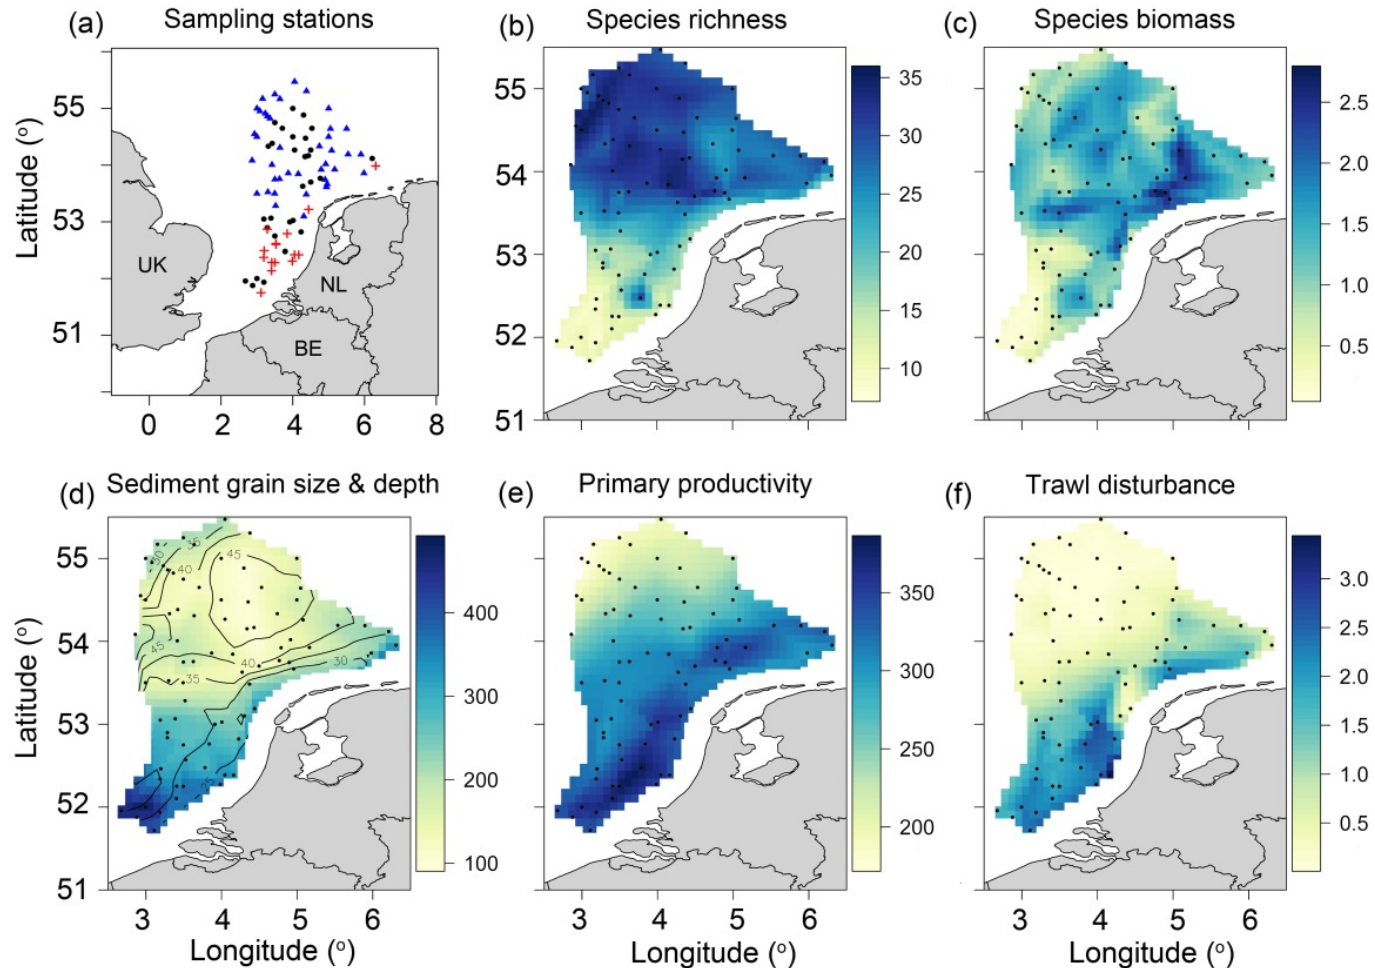 (a) Sampling stations
(b) Species richness
(c) Species biomass
Latitude (o)
55
53
51
UK
NL
BE
0 2 4 6 8
55
54
53
52
51
35
30
25
20
15
10
2.5
2.0
1.5
1.0
0.5
(d) Sediment grain size & depth
(e) Primary productivity
(f) Trawl disturbance
Latitude (o)
55
54
53
52
51
35
40
45
45
40
35
30
25
400
300
200
100
350
300
250
200
3.0
2.5
2.0
1.5
1.0
0.5
3 4 5 6
3 4 5 6
3 4 5 6
Longitude (o)
Longitude (o)
Longitude (o)